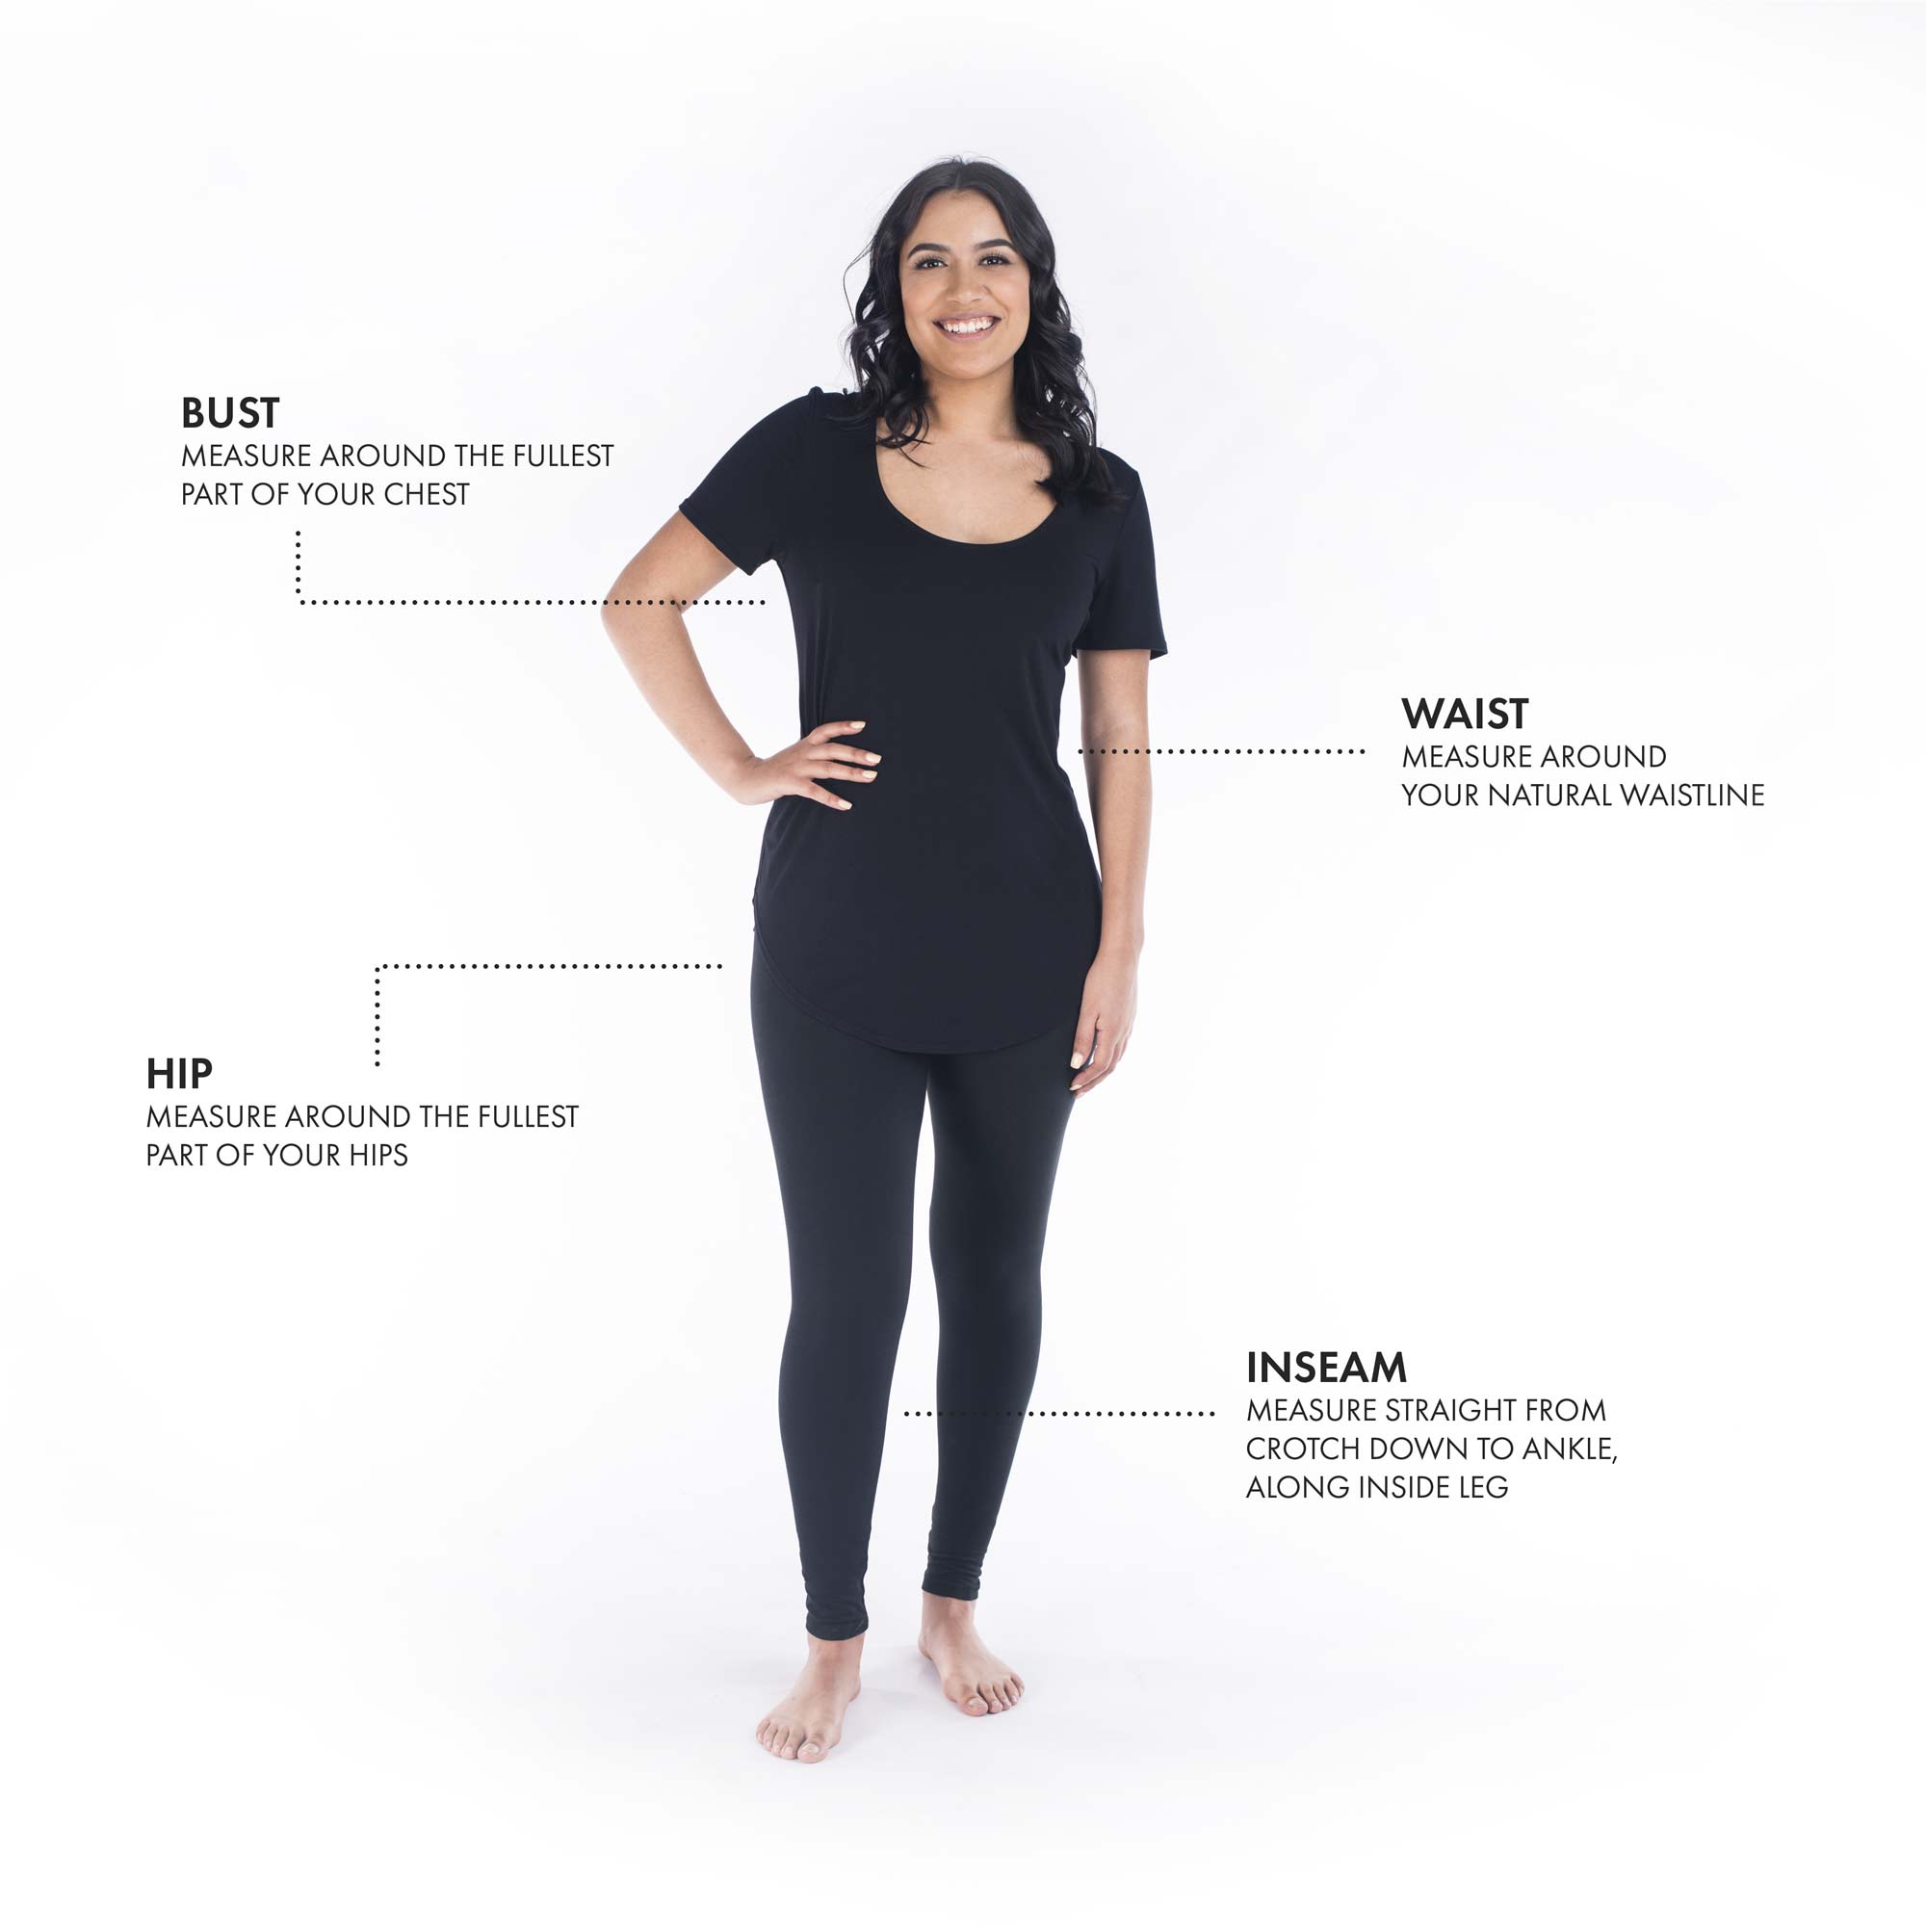 BUST
MEASURE AROUND THE FULLEST
PART OF YOUR CHEST
WAIST
MEASURE AROUND
YOUR NATURAL WAISTLINE
HIP
MEASURE AROUND THE FULLEST
PART OF YOUR HIPS
INSEAM
MEASURE STRAIGHT FROM
CROTCH DOWN TO ANKLE,
ALONG INSIDE LEG